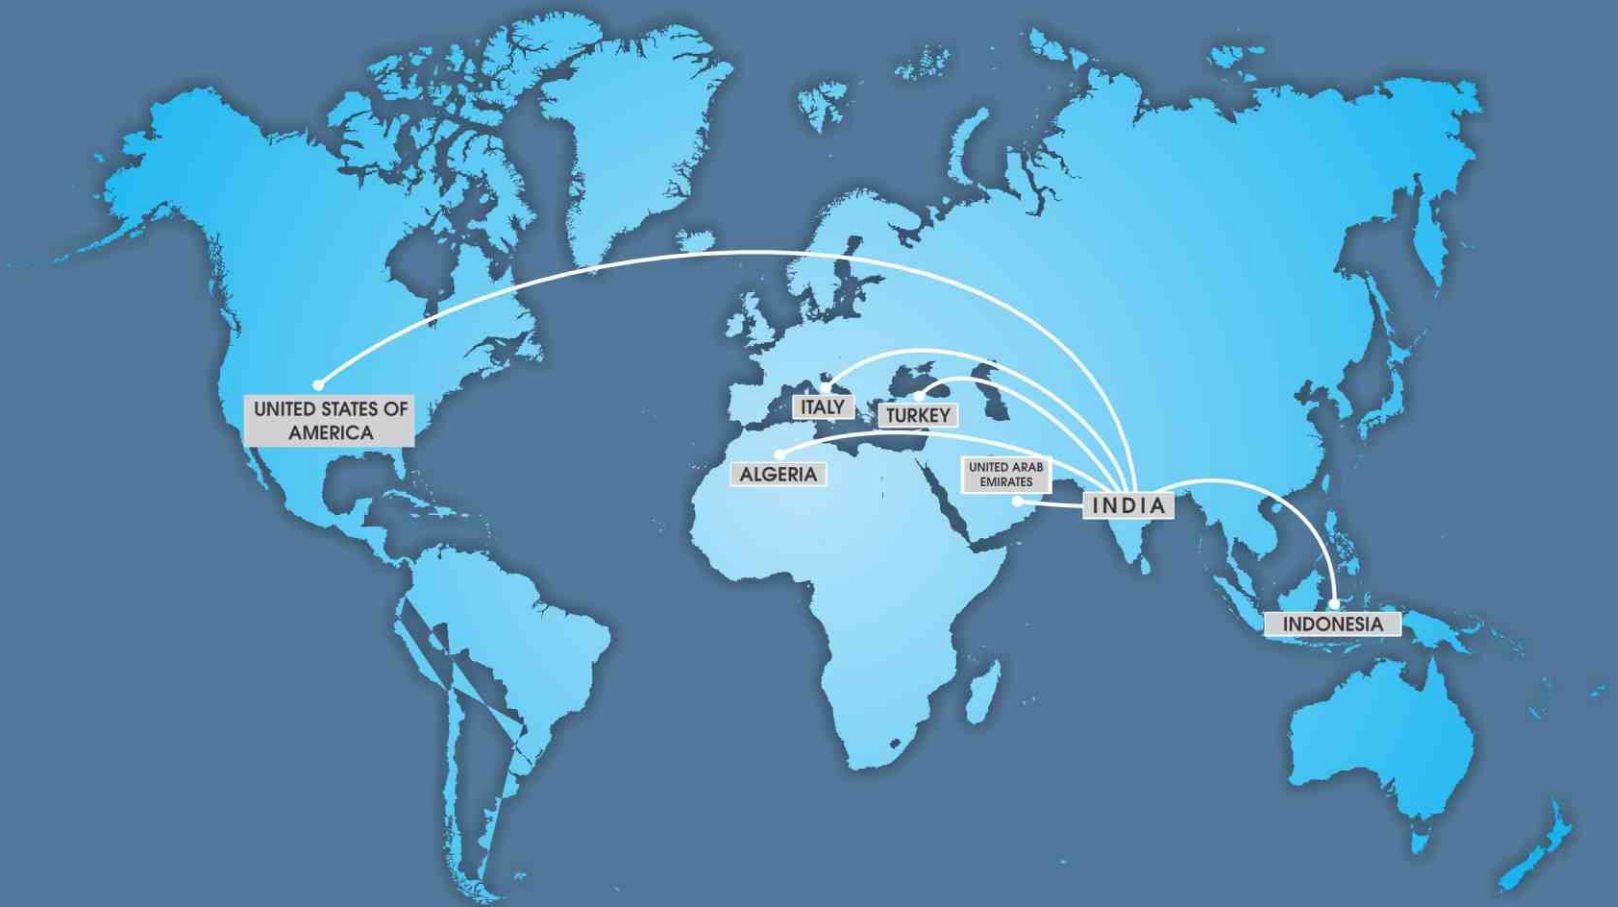 UNITED STATES OF
AMERICA
ITALY
TURKEY
ALGERIA
UNITED ARAB
EMIRATES
INDIA
INDONESIA